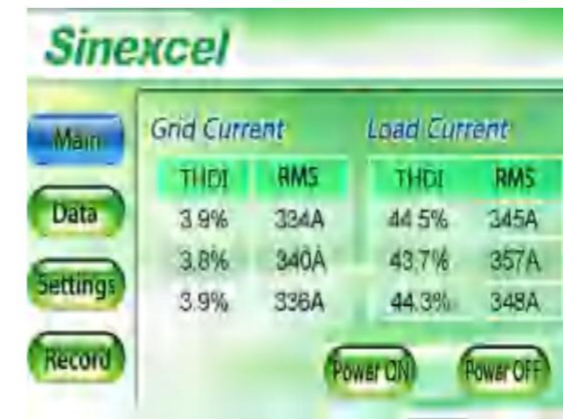 Sinexcel
Main
Data
Settings
Record
Grid Current Load Current
THDI RMS THDI RMS
3.9% 334A 44.5% 345A
3.8% 340A 43.7% 357A
3.9% 336A 44.3% 348A
Power ON Power OFF